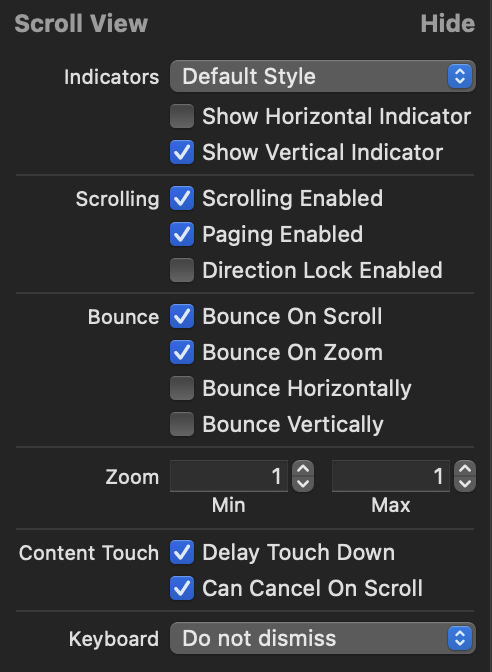 Scroll View Hide
Indicators Default Style
Show Horizontal Indicator
Show Vertical Indicator
Scrolling Scrolling Enabled
Paging Enabled
Direction Lock Enabled
Bounce Bounce On Scroll
Bounce On Zoom
Bounce Horizontally
Bounce Vertically
Zoom 1 1
Min Max
Content Touch Delay Touch Down
Can Cancel On Scroll
Keyboard Do not dismiss